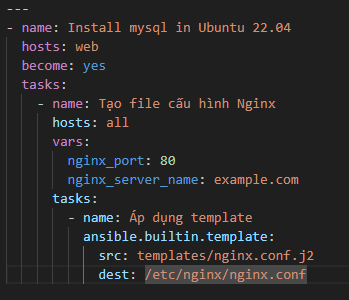 ---
- name: Install mysql in Ubuntu 22.04
  hosts: web
  become: yes
  tasks:
    - name: Tạo file cấu hình Nginx
      hosts: all
      vars:
        nginx_port: 80
        nginx_server_name: example.com
      tasks:
        - name: Áp dụng template
          ansible.builtin.template:
            src: templates/nginx.conf.j2
            dest: /etc/nginx/nginx.conf